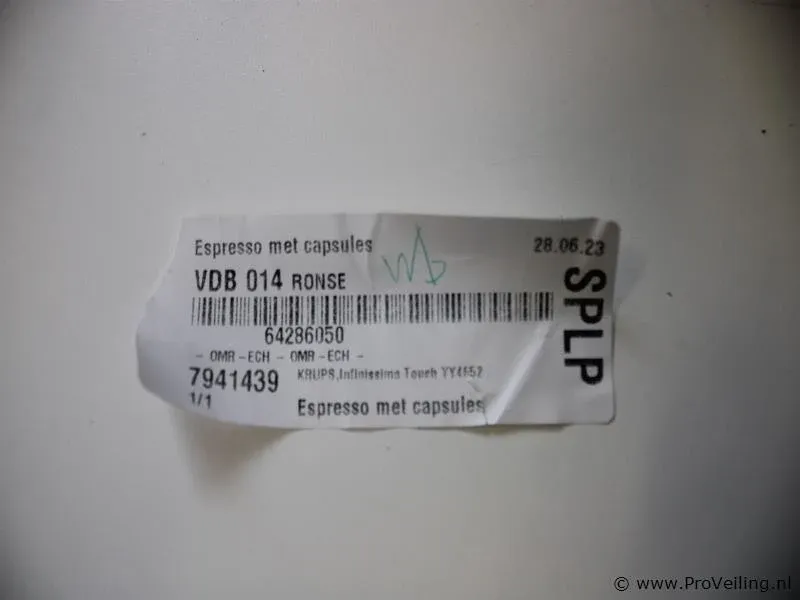 Espresso met capsules
28.06.23
VDB 014 RONSE
64286050
- OMR-ECH - OMR-ECH -
7941439
KRUPS,Infinissima Touch YY4652
1/1
Espresso met capsules
SPLP
© www.ProVeiling.nl